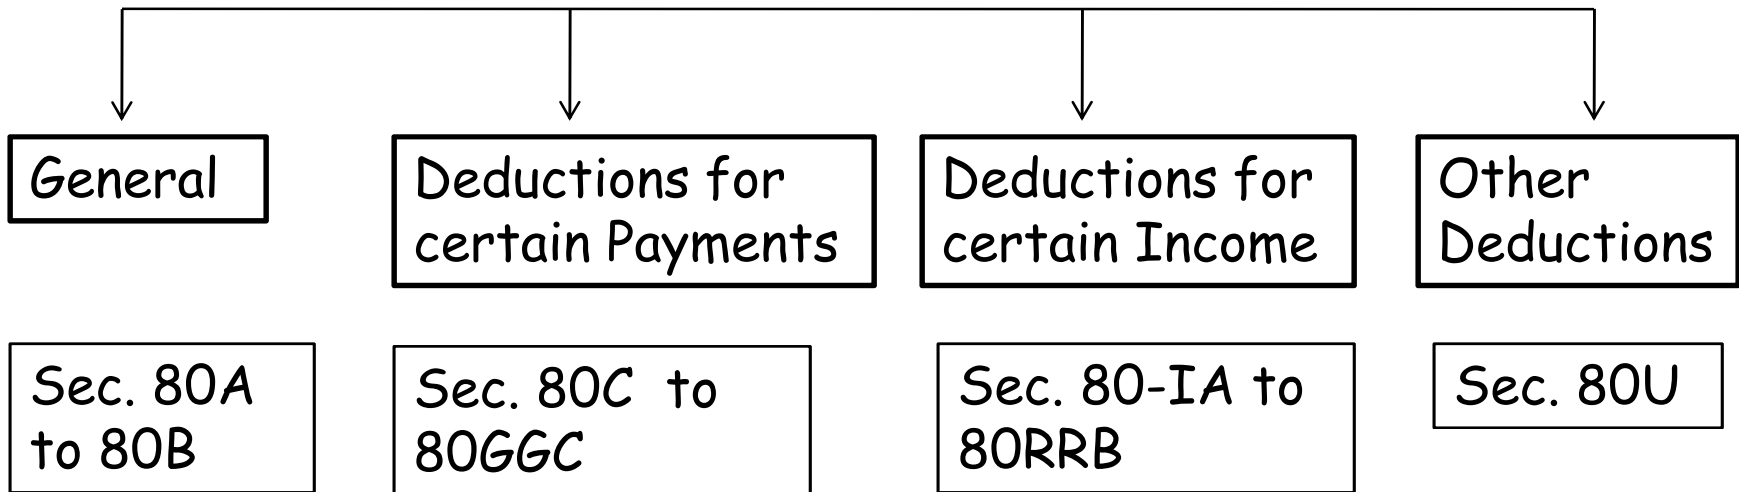 General
Deductions for
certain Payments
Deductions for
certain Income
Other
Deductions
Sec. 80A
to 80B
Sec. 80C to
80GGC
Sec. 80-IA to
80RRB
Sec. 80U